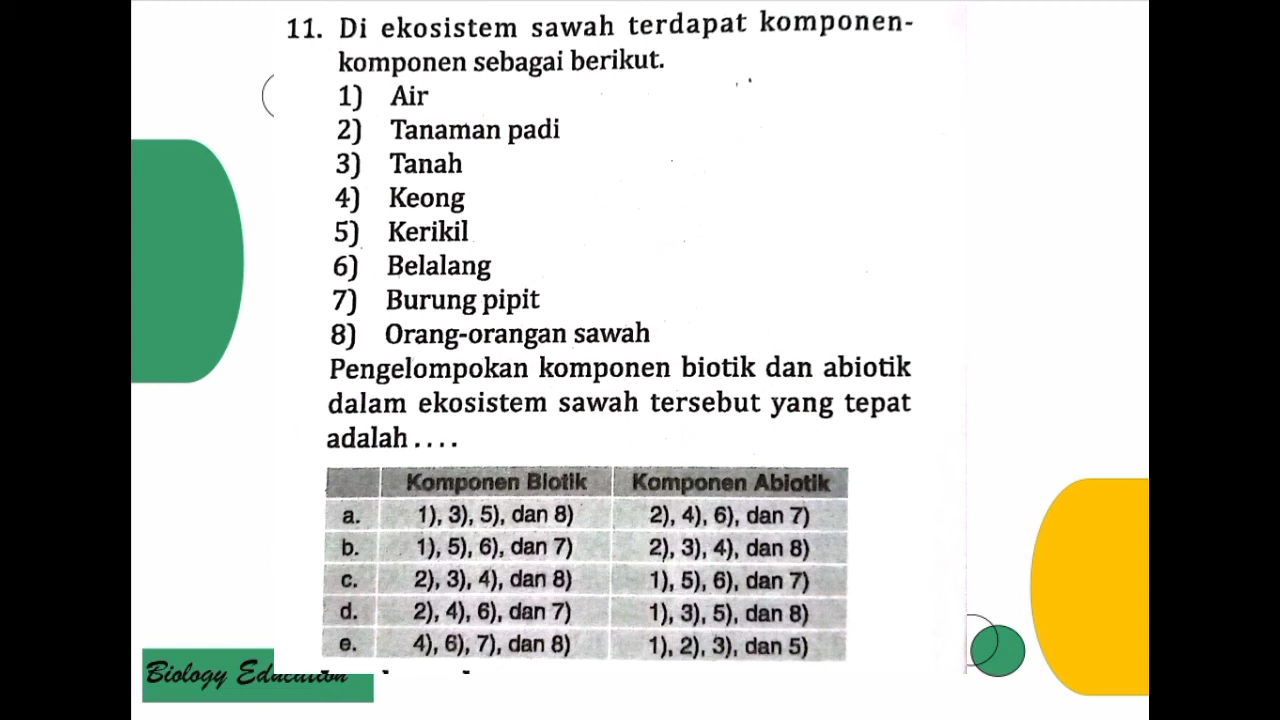 11. Di ekosistem sawah terdapat komponen-
komponen sebagai berikut.
1) Air
2) Tanaman padi
3) Tanah
4) Keong
5) Kerikil
6) Belalang
7) Burung pipit
8) Orang-orangan sawah
Pengelompokan komponen biotik dan abiotik
dalam ekosistem sawah tersebut yang tepat
adalah . . . .
Komponen Biotik Komponen Abiotik
a. 1), 3), 5), dan 8) 2), 4), 6), dan 7)
b. 1), 5), 6), dan 7) 2), 3), 4), dan 8)
c. 2), 3), 4), dan 8) 1), 5), 6), dan 7)
d. 2), 4), 6), dan 7) 1), 3), 5), dan 8)
e. 4), 6), 7), dan 8) 1), 2), 3), dan 5)
Biology Education